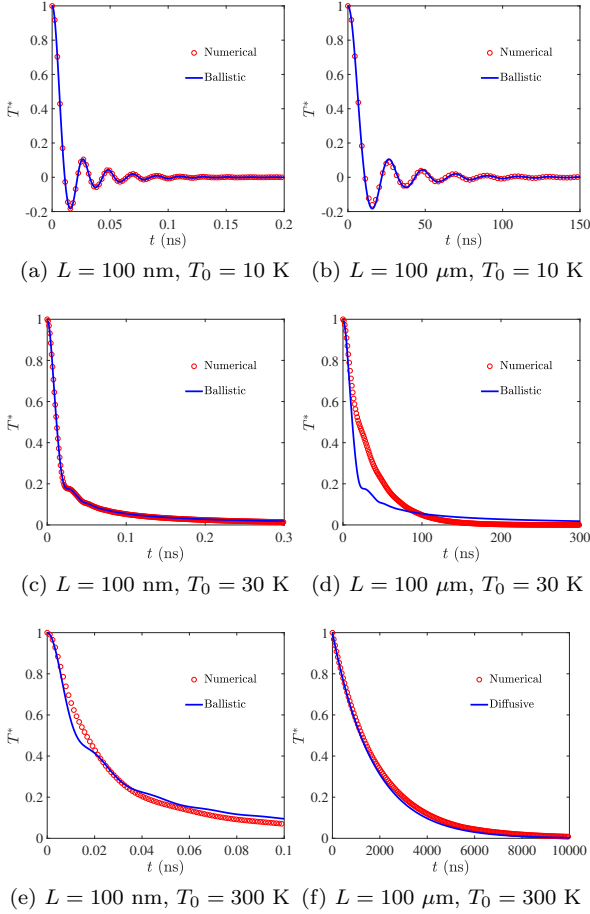 1
0.8
0.6
0.4
0.2
0
-0.2
T*
0 0.05 0.1 0.15 0.2
t (ns)
Numerical
Ballistic
(a) L = 100 nm, T₀ = 10 K
1
0.8
0.6
0.4
0.2
0
-0.2
T*
0 50 100 150
t (ns)
Numerical
Ballistic
(b) L = 100 μm, T₀ = 10 K
1
0.8
0.6
0.4
0.2
0
T*
0 0.1 0.2 0.3
t (ns)
Numerical
Ballistic
(c) L = 100 nm, T₀ = 30 K
1
0.8
0.6
0.4
0.2
0
T*
0 100 200 300
t (ns)
Numerical
Ballistic
(d) L = 100 μm, T₀ = 30 K
1
0.8
0.6
0.4
0.2
0
T*
0 0.02 0.04 0.06 0.08 0.1
t (ns)
Numerical
Ballistic
(e) L = 100 nm, T₀ = 300 K
1
0.8
0.6
0.4
0.2
0
T*
0 2000 4000 6000 8000 10000
t (ns)
Numerical
Diffusive
(f) L = 100 μm, T₀ = 300 K